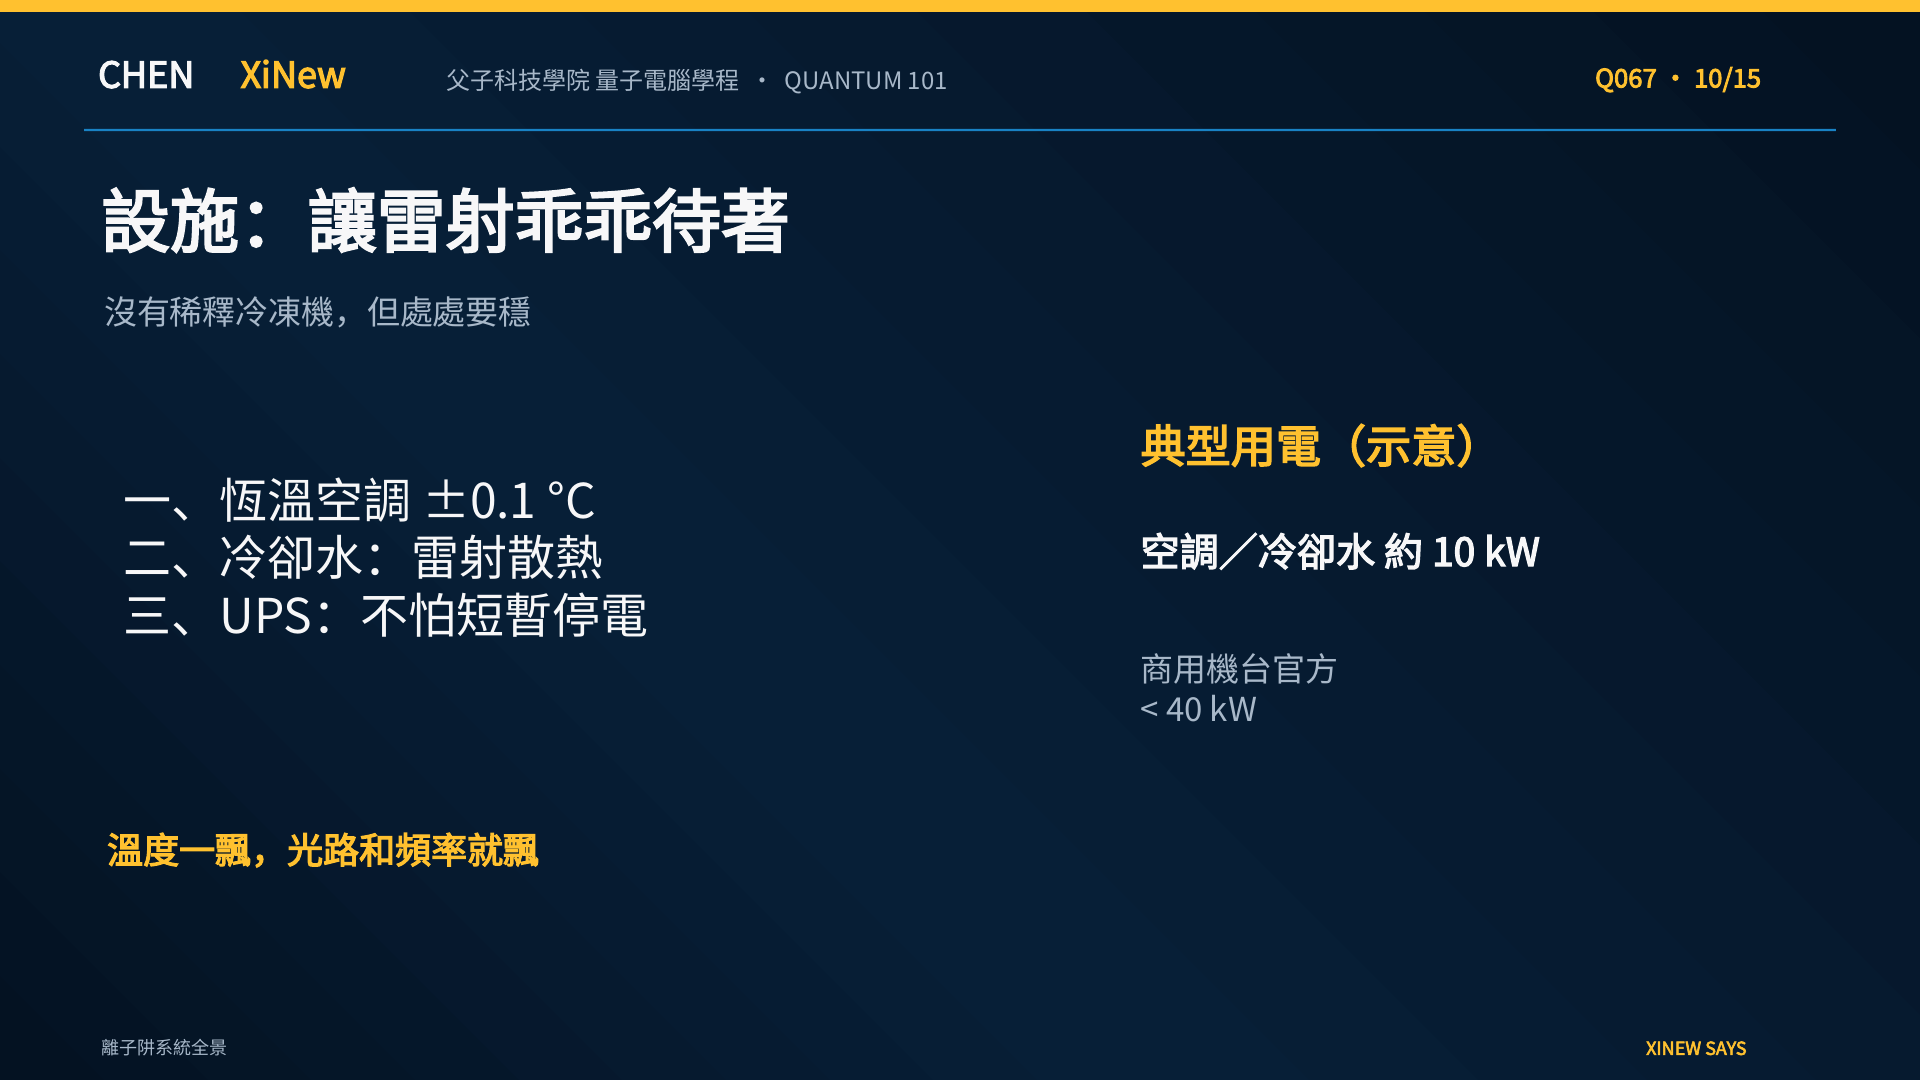 CHEN XiNew 父子科技學院 量子電腦學程 · QUANTUM 101 Q067 · 10/15
設施：讓雷射乖乖待著
沒有稀釋冷凍機，但處處要穩
一、恆溫空調 ±0.1 °C
二、冷卻水：雷射散熱
三、UPS：不怕短暫停電
典型用電（示意）
空調／冷卻水 約 10 kW
商用機台官方
< 40 kW
溫度一飄，光路和頻率就飄
離子阱系統全景
XINEW SAYS